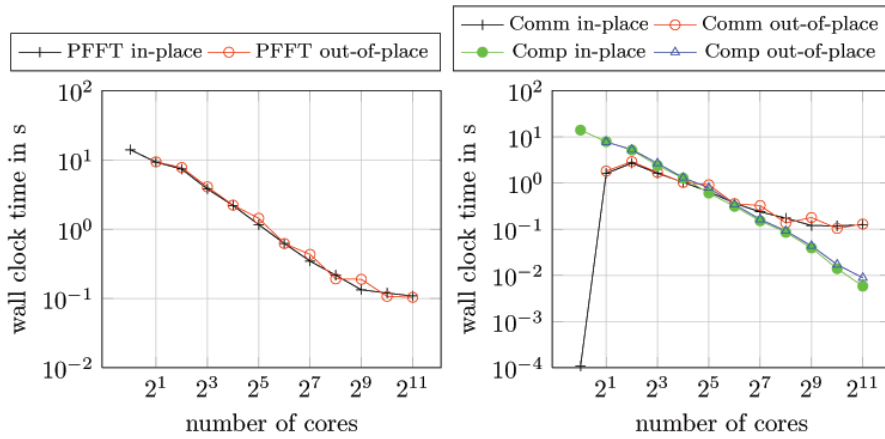 PFFT in-place PFFT out-of-place
10^2
10^1
10^0
10^-1
10^-2
wall clock time in s
2^1 2^3 2^5 2^7 2^9 2^11
number of cores
Comm in-place Comm out-of-place
Comp in-place Comp out-of-place
10^2
10^1
10^0
10^-1
10^-2
10^-3
10^-4
wall clock time in s
2^1 2^3 2^5 2^7 2^9 2^11
number of cores